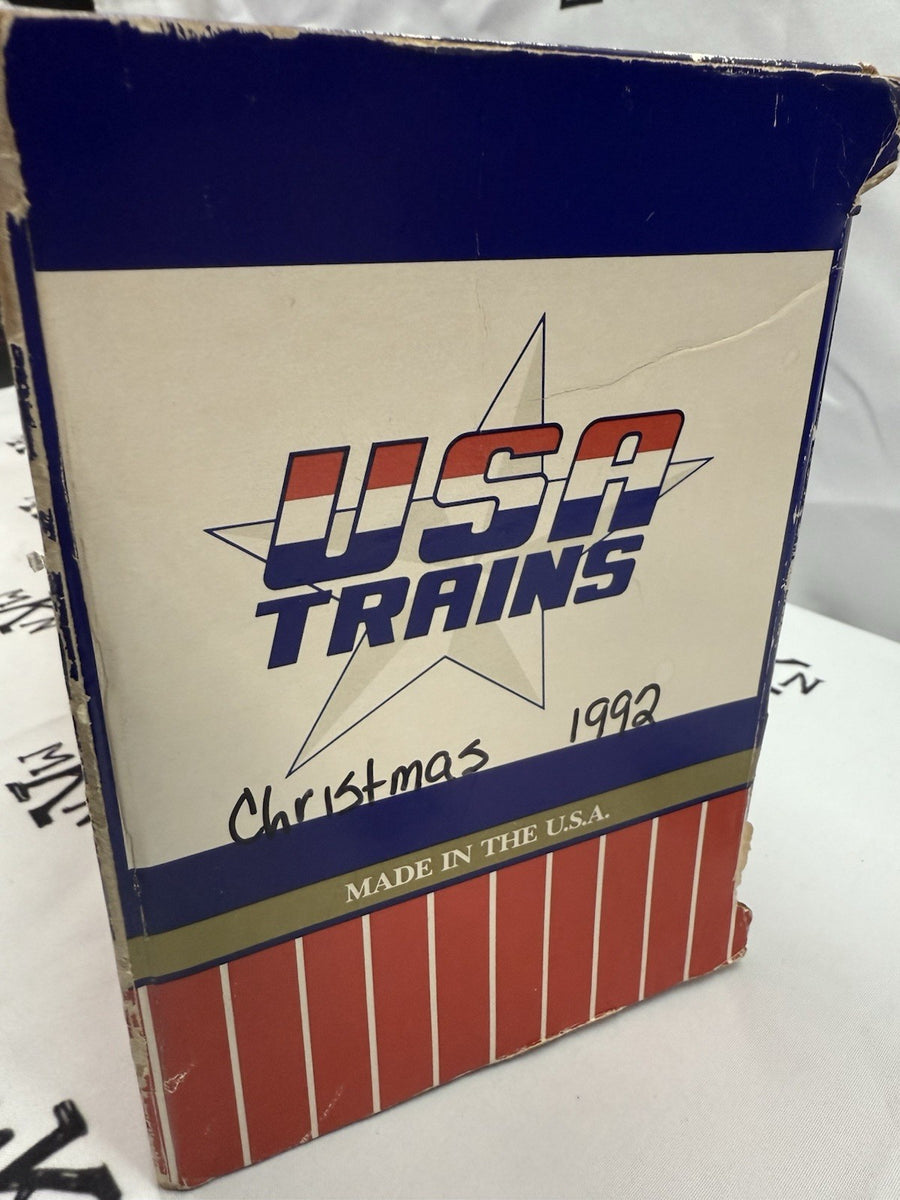 USA
TRAINS
Christmas 1992
MADE IN THE U.S.A.